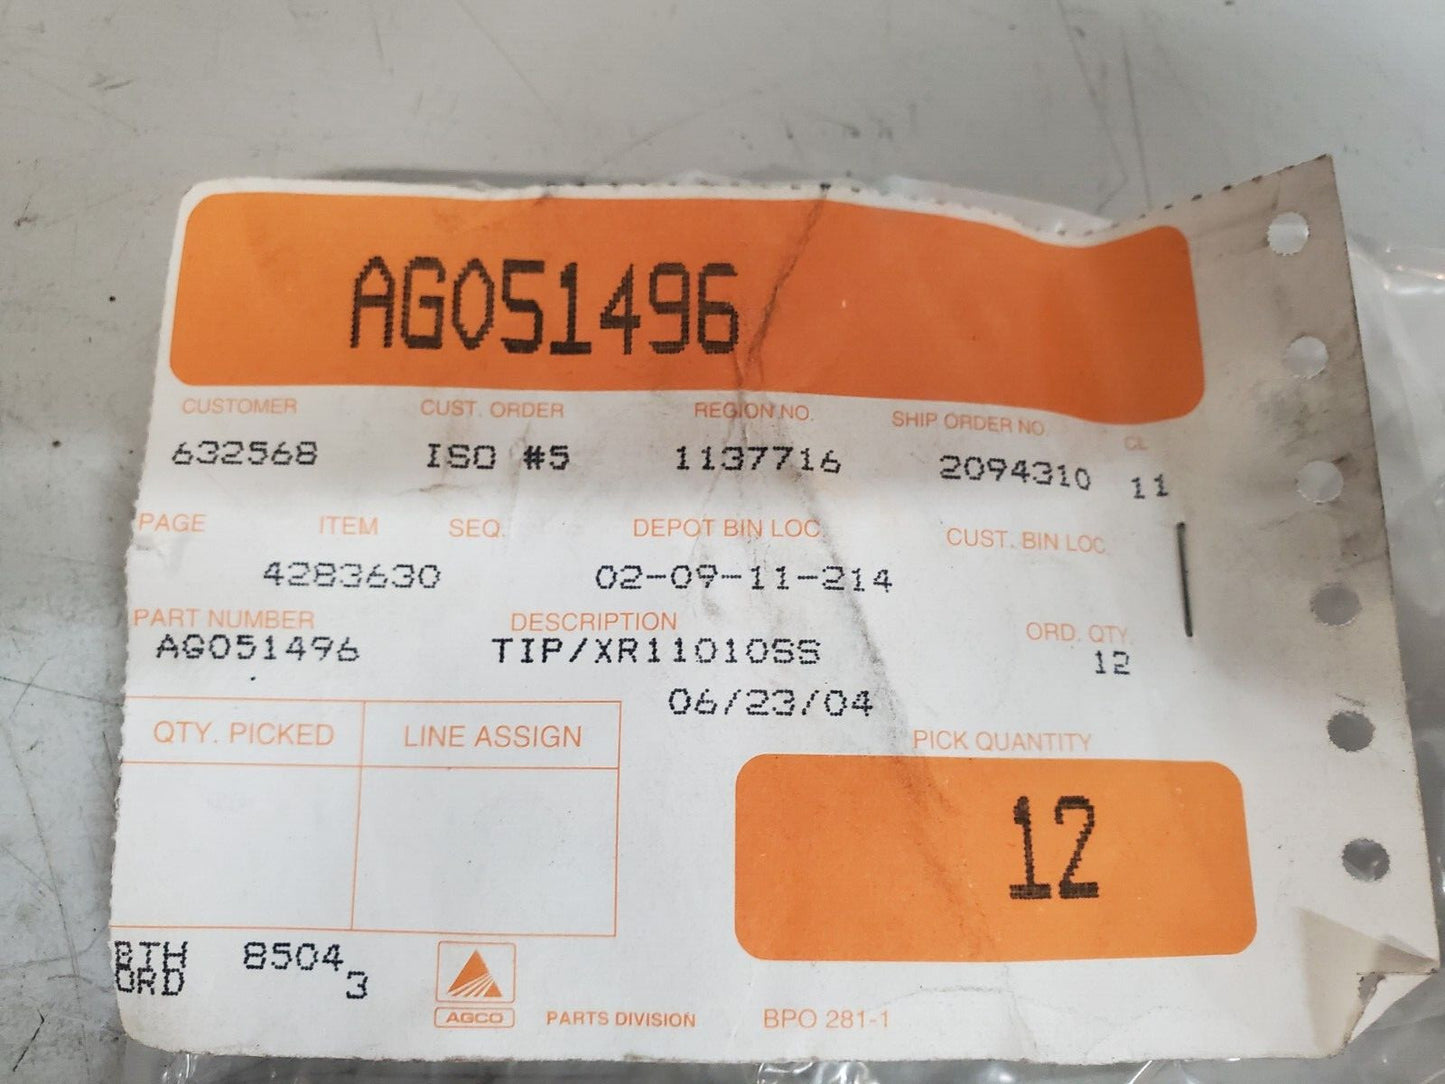 AG051496
CUSTOMER CUST. ORDER REGION NO. SHIP ORDER NO. CL
632568 ISO #5 1137716 2094310 11
PAGE ITEM SEQ. DEPOT BIN LOC. CUST. BIN LOC
4283630 02-09-11-214
PART NUMBER DESCRIPTION ORD. QTY.
AG051496 TIP/XR11010SS 12
06/23/04
QTY. PICKED LINE ASSIGN PICK QUANTITY
12
BTH 8504
ORD 3
AGCO PARTS DIVISION BPO 281-1